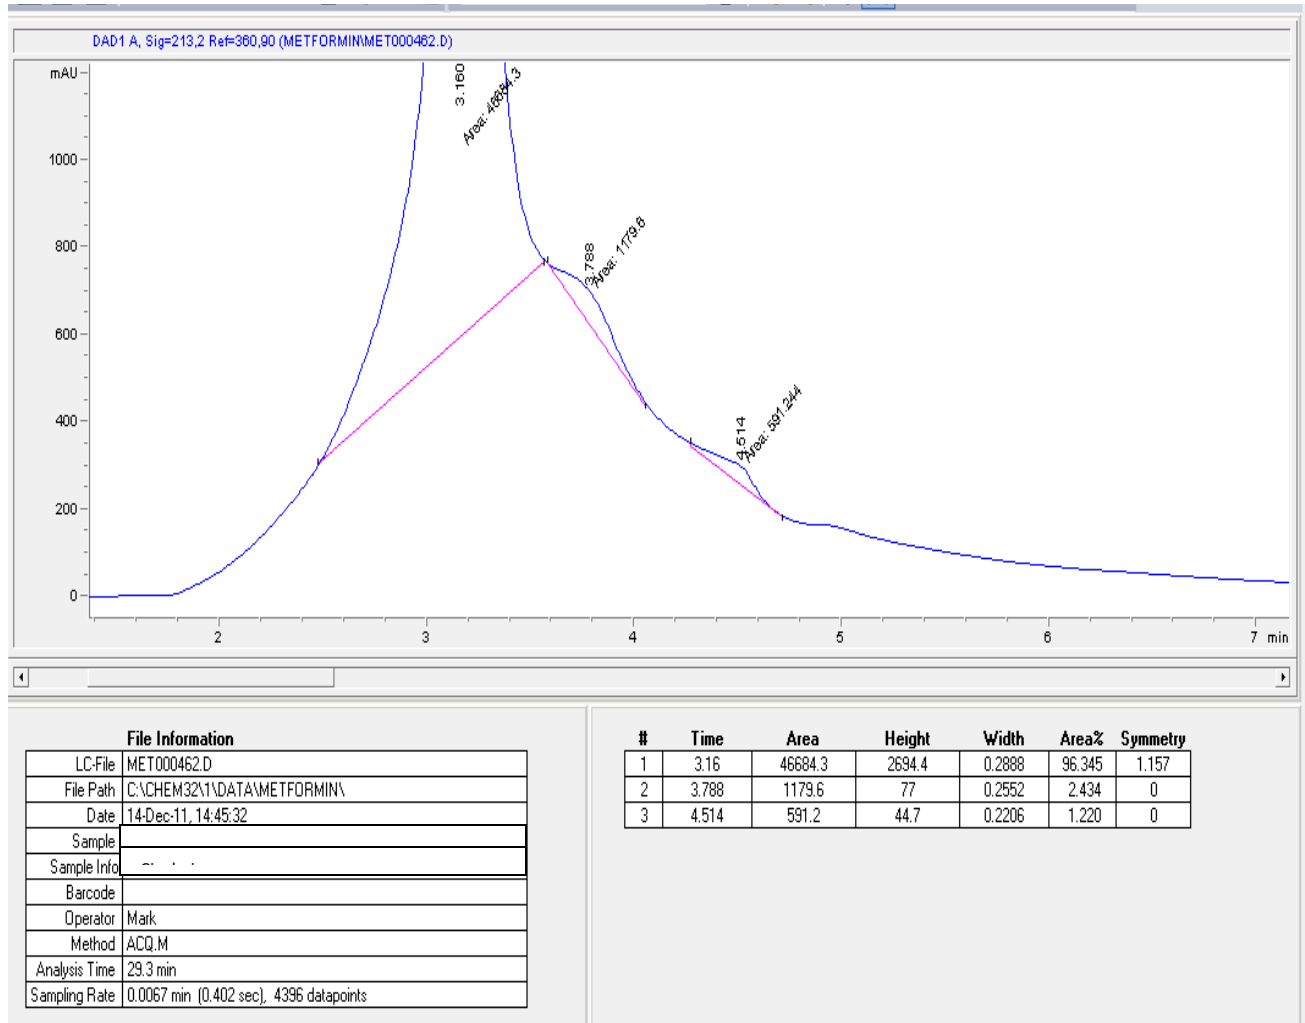 DAD1 A, Sig=213,2 Ref=360,90 (METFORMIN\MET000462.D)
mAU
3.160
Area: 46684.3
1000
800
3.788
Area: 1179.6
600
400
4.514
Area: 591.244
200
0
2 3 4 5 6 7 min
File Information
LC-File MET000462.D
File Path C:\CHEM32\1\DATA\METFORMIN\
Date 14-Dec-11, 14:45:32
Sample
Sample Info
Barcode
Operator Mark
Method ACQ.M
Analysis Time 29.3 min
Sampling Rate 0.0067 min (0.402 sec), 4396 datapoints
# Time Area Height Width Area% Symmetry
1 3.16 46684.3 2694.4 0.2888 96.345 1.157
2 3.788 1179.6 77 0.2552 2.434 0
3 4.514 591.2 44.7 0.2206 1.220 0